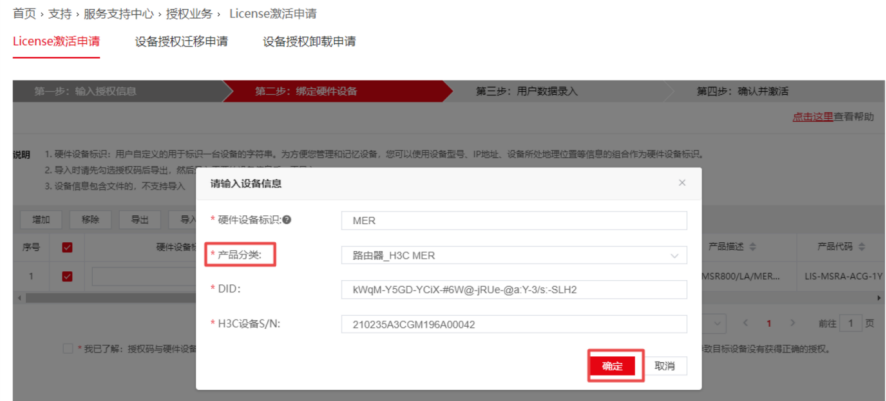 首页 › 支持 › 服务支持中心 › 授权业务 › License激活申请
License激活申请 设备授权迁移申请 设备授权卸载申请
第一步：输入授权信息 第二步：绑定硬件设备 第三步：用户数据录入 第四步：确认并激活
点击这里查看帮助
说明 1. 硬件设备标识：用户自定义的用于标识一台设备的字符串。为方便您管理和记忆设备，您可以使用设备型号、IP地址、设备所处地理位置等信息的组合作为硬件设备标识。
2. 导入时请先勾选授权码后导出，然后
3. 设备信息包含文件的，不支持导入
请输入设备信息
增加 移除 导出 导入
* 硬件设备标识: MER
序号 硬件设备标 产品描述 产品代码
* 产品分类: 路由器_H3C MER
1 MSR800/LA/MER... LIS-MSRA-ACG-1Y
* DID: kWqM-Y5GD-YCiX-#6W@-jRUe-@a:Y-3/s:-SLH2
* H3C设备S/N: 210235A3CGM196A00042
1 前往 1 页
* 我已了解：授权码与硬件设备 致目标设备没有获得正确的授权。
确定 取消